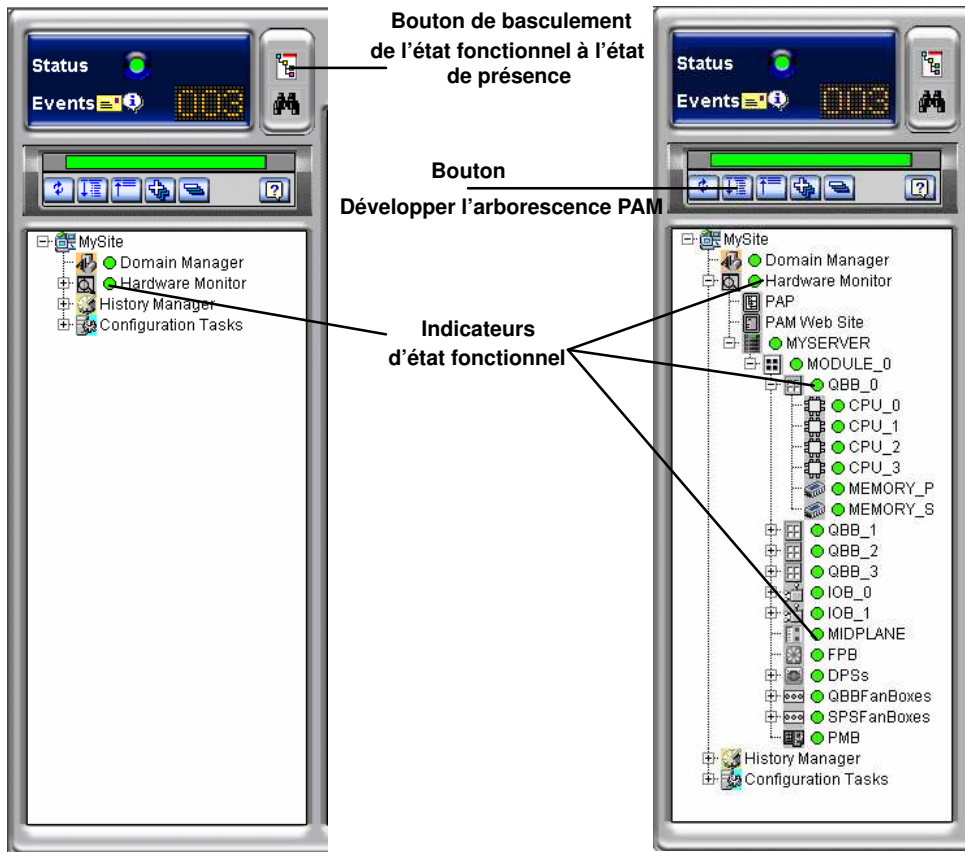 Status
Events
003
MySite
Domain Manager
Hardware Monitor
History Manager
Configuration Tasks
Bouton de basculement
de l’état fonctionnel à l’état
de présence
Bouton
Développer l’arborescence PAM
Indicateurs
d’état fonctionnel
Status
Events
003
MySite
Domain Manager
Hardware Monitor
PAP
PAM Web Site
MYSERVER
MODULE_0
QBB_0
CPU_0
CPU_1
CPU_2
CPU_3
MEMORY_P
MEMORY_S
QBB_1
QBB_2
QBB_3
IOB_0
IOB_1
MIDPLANE
FPB
DPSs
QBBFanBoxes
SPSFanBoxes
PMB
History Manager
Configuration Tasks